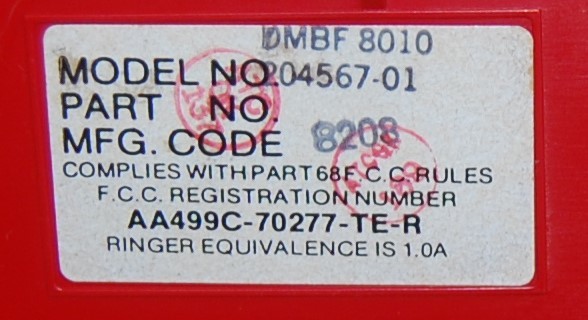 DMBF 8010
MODEL NO. 204567-01
PART NO.
MFG. CODE 8208
COMPLIES WITH PART 68 F.C.C. RULES
F.C.C. REGISTRATION NUMBER
AA499C-70277-TE-R
RINGER EQUIVALENCE IS 1.0A